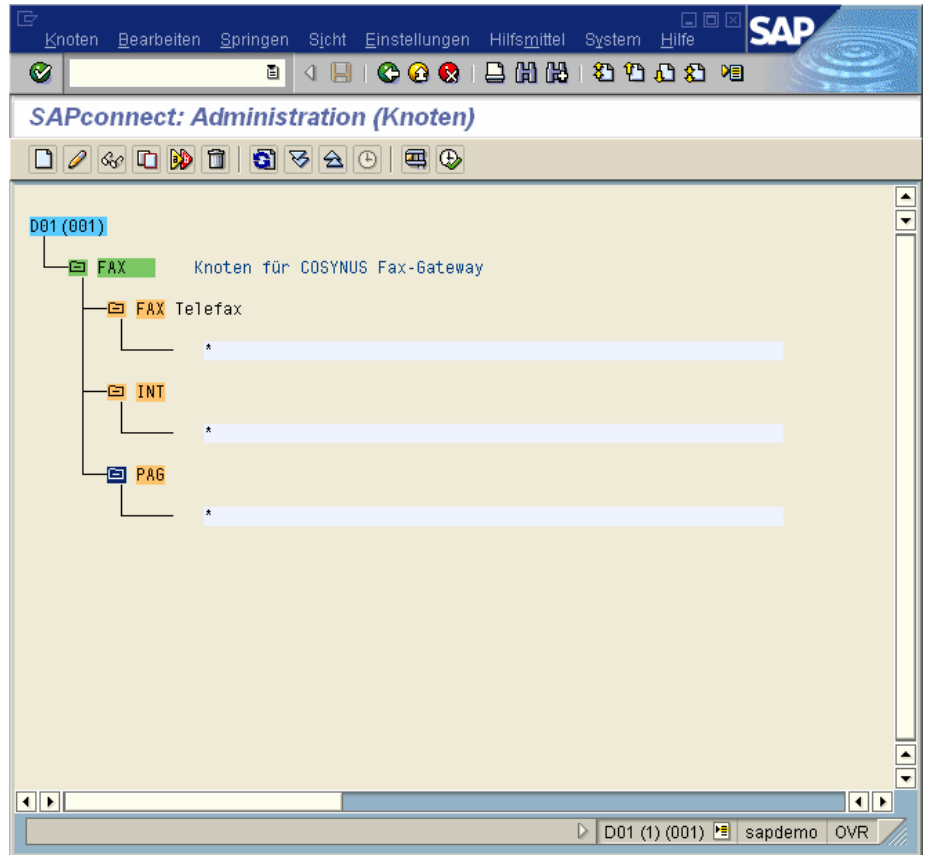 Knoten Bearbeiten Springen Sicht Einstellungen Hilfsmittel System Hilfe
SAP
SAPconnect: Administration (Knoten)
D01(001)
FAX Knoten für COSYNUS Fax-Gateway
FAX Telefax
*
INT
*
PAG
*
D01 (1) (001) sapdemo OVR